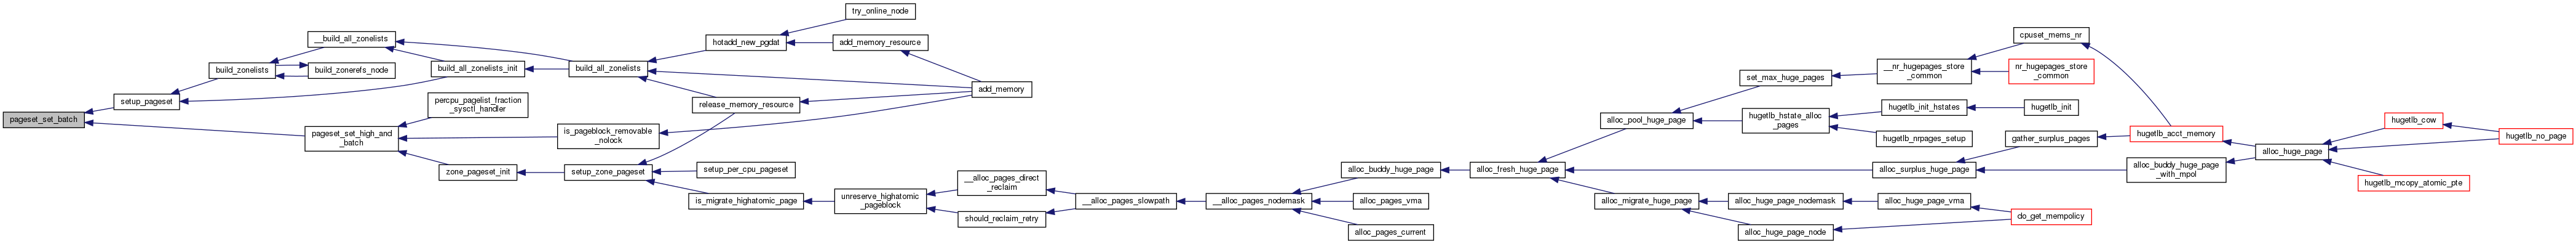 pageset_set_batch
setup_pageset
build_zonelists
__build_all_zonelists
build_zonerefs_node
build_all_zonelists_init
build_all_zonelists
hotadd_new_pgdat
try_online_node
add_memory_resource
add_memory
release_memory_resource
pageset_set_high_and
_batch
percpu_pagelist_fraction
_sysctl_handler
is_pageblock_removable
_nolock
zone_pageset_init
setup_zone_pageset
setup_per_cpu_pageset
is_migrate_highatomic_page
unreserve_highatomic
_pageblock
__alloc_pages_direct
_reclaim
should_reclaim_retry
__alloc_pages_slowpath
__alloc_pages_nodemask
alloc_buddy_huge_page
alloc_pages_vma
alloc_pages_current
alloc_fresh_huge_page
alloc_pool_huge_page
set_max_huge_pages
__nr_hugepages_store
_common
cpuset_mems_nr
nr_hugepages_store
_common
hugetlb_hstate_alloc
_pages
hugetlb_init_hstates
hugetlb_init
hugetlb_nrpages_setup
alloc_surplus_huge_page
gather_surplus_pages
hugetlb_acct_memory
alloc_buddy_huge_page
_with_mpol
alloc_huge_page
hugetlb_cow
hugetlb_no_page
hugetlb_mcopy_atomic_pte
alloc_migrate_huge_page
alloc_huge_page_nodemask
alloc_huge_page_vma
alloc_huge_page_node
do_get_mempolicy